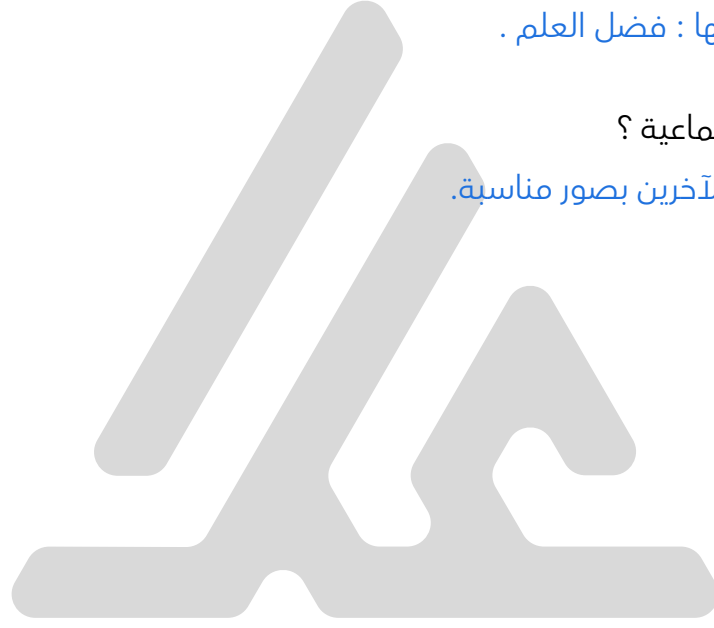 ها : فضل العلم .
ماعية ؟
لآخرين بصور مناسبة.